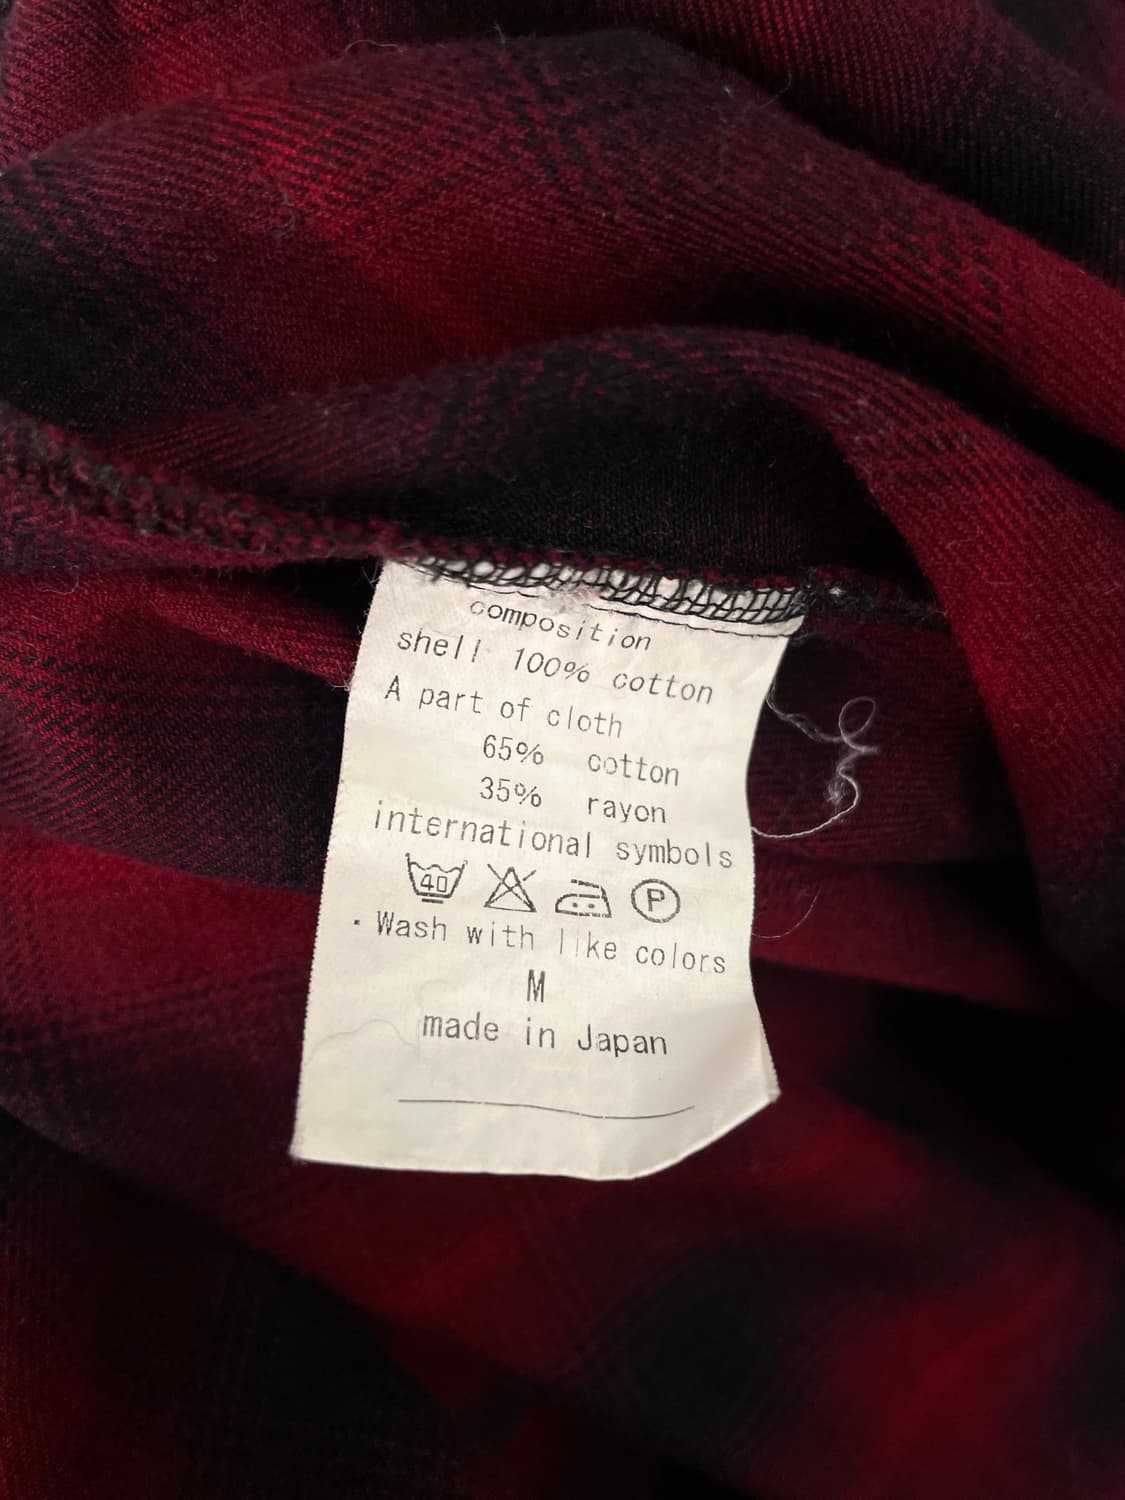 composition
shell 100% cotton
A part of cloth
65% cotton
35% rayon
international symbols
40 P
· Wash with like colors
M
made in Japan